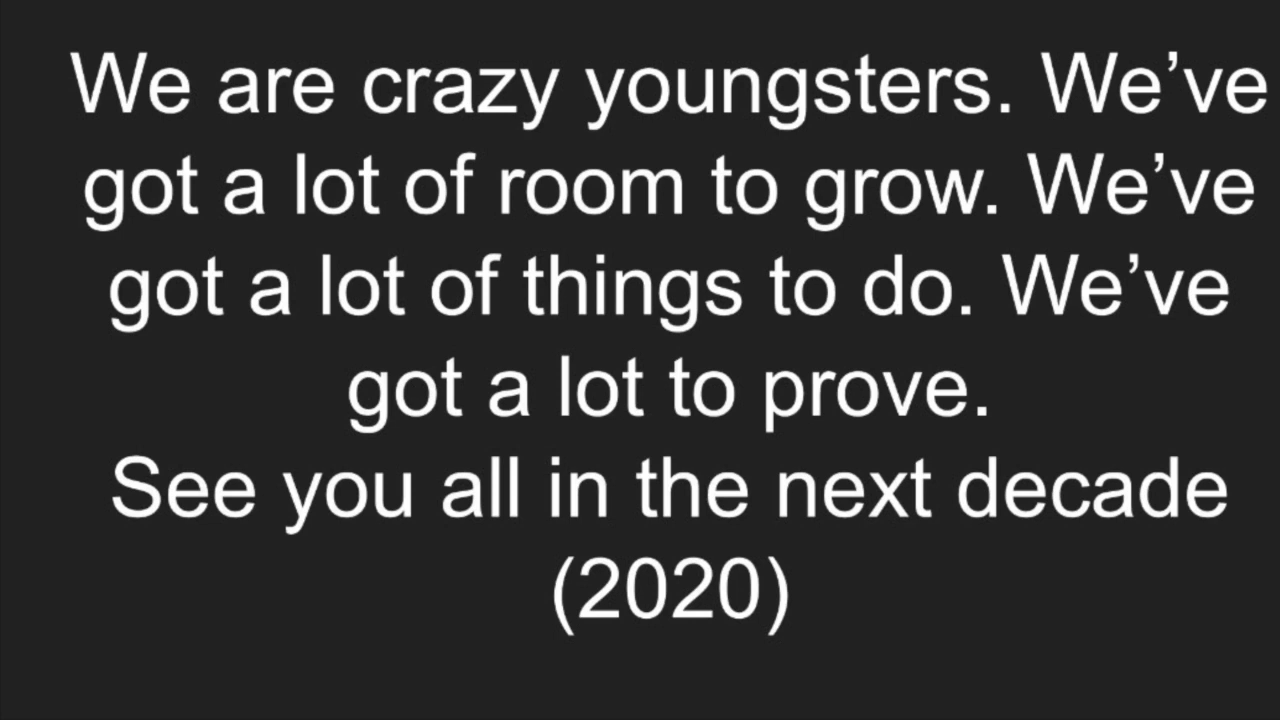 We are crazy youngsters. We’ve
got a lot of room to grow. We’ve
got a lot of things to do. We’ve
got a lot to prove.
See you all in the next decade
(2020)